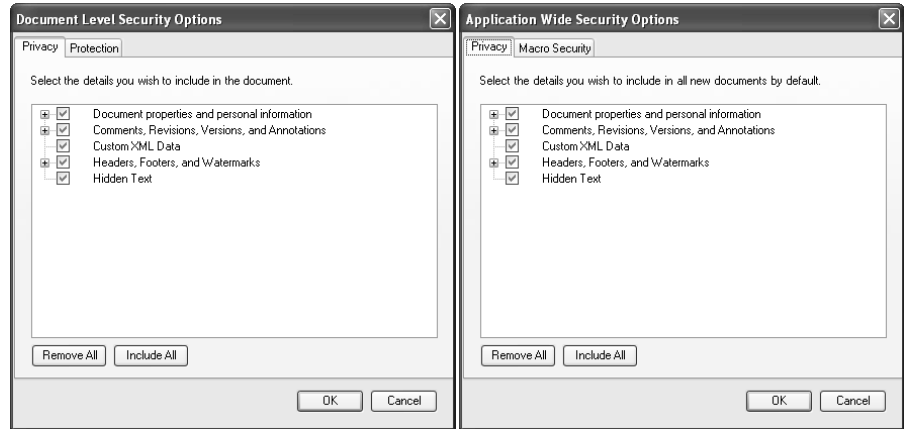 Document Level Security Options
Privacy Protection
Select the details you wish to include in the document.
Document properties and personal information
Comments, Revisions, Versions, and Annotations
Custom XML Data
Headers, Footers, and Watermarks
Hidden Text
Remove All Include All
OK Cancel
Application Wide Security Options
Privacy Macro Security
Select the details you wish to include in all new documents by default.
Document properties and personal information
Comments, Revisions, Versions, and Annotations
Custom XML Data
Headers, Footers, and Watermarks
Hidden Text
Remove All Include All
OK Cancel